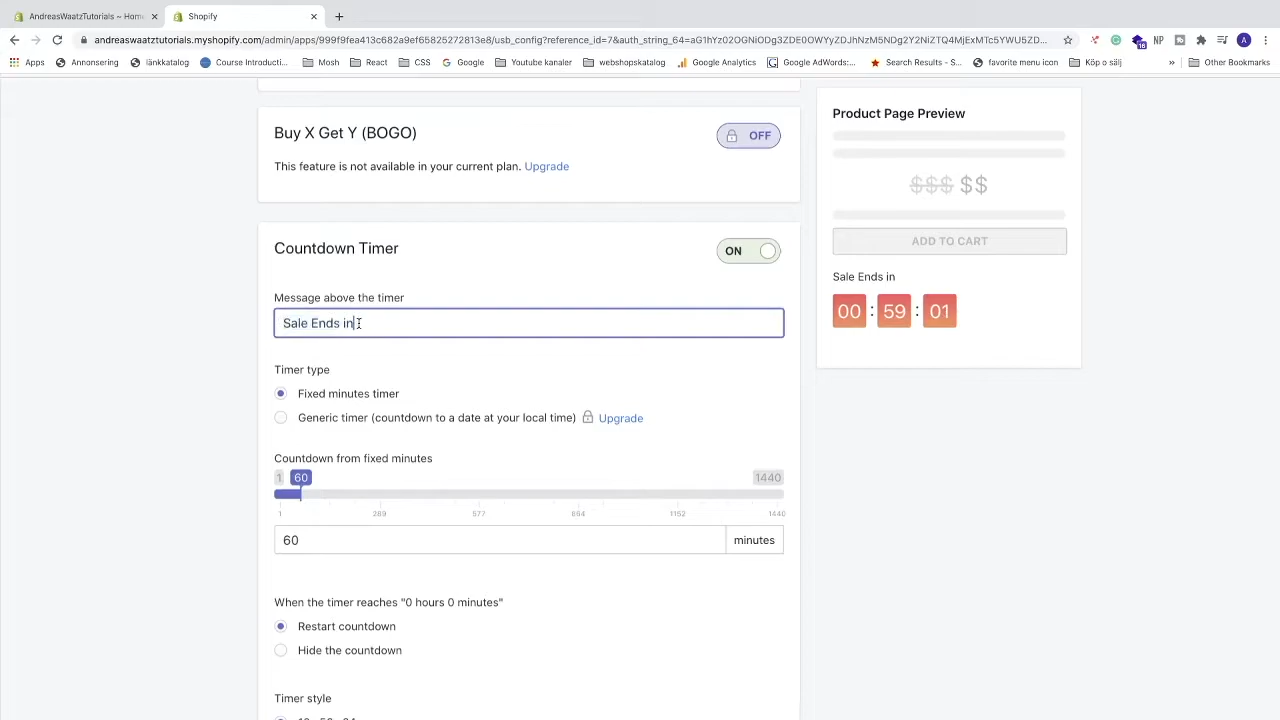 AndreasWaatzTutorials ~ Hom
Shopify
andreaswaatztutorials.myshopify.com/admin/apps/999f9fea413c682a9ef65825272813e8/usb_config?reference_id=7&auth_string_64=aG1hYz02OGNiODg3ZDE0OWYyZDJhNzM5NDg2Y2NiZTQ4MjExMTc5YWU5ZD...
16
NP
A
Apps
Annonsering
länkkatalog
Course Introducti...
Mosh
React
CSS
Google
Youtube kanaler
webshopskatalog
Google Analytics
Google AdWords:...
Search Results - S...
favorite menu icon
Köp o sälj
»
Other Bookmarks
Buy X Get Y (BOGO)
OFF
This feature is not available in your current plan. Upgrade
Countdown Timer
ON
Message above the timer
Sale Ends in
Timer type
Fixed minutes timer
Generic timer (countdown to a date at your local time) Upgrade
Countdown from fixed minutes
1 60 1440
1 289 577 864 1152 1440
60 minutes
When the timer reaches "0 hours 0 minutes"
Restart countdown
Hide the countdown
Timer style
Product Page Preview
$$$ $$
ADD TO CART
Sale Ends in
00 : 59 : 01